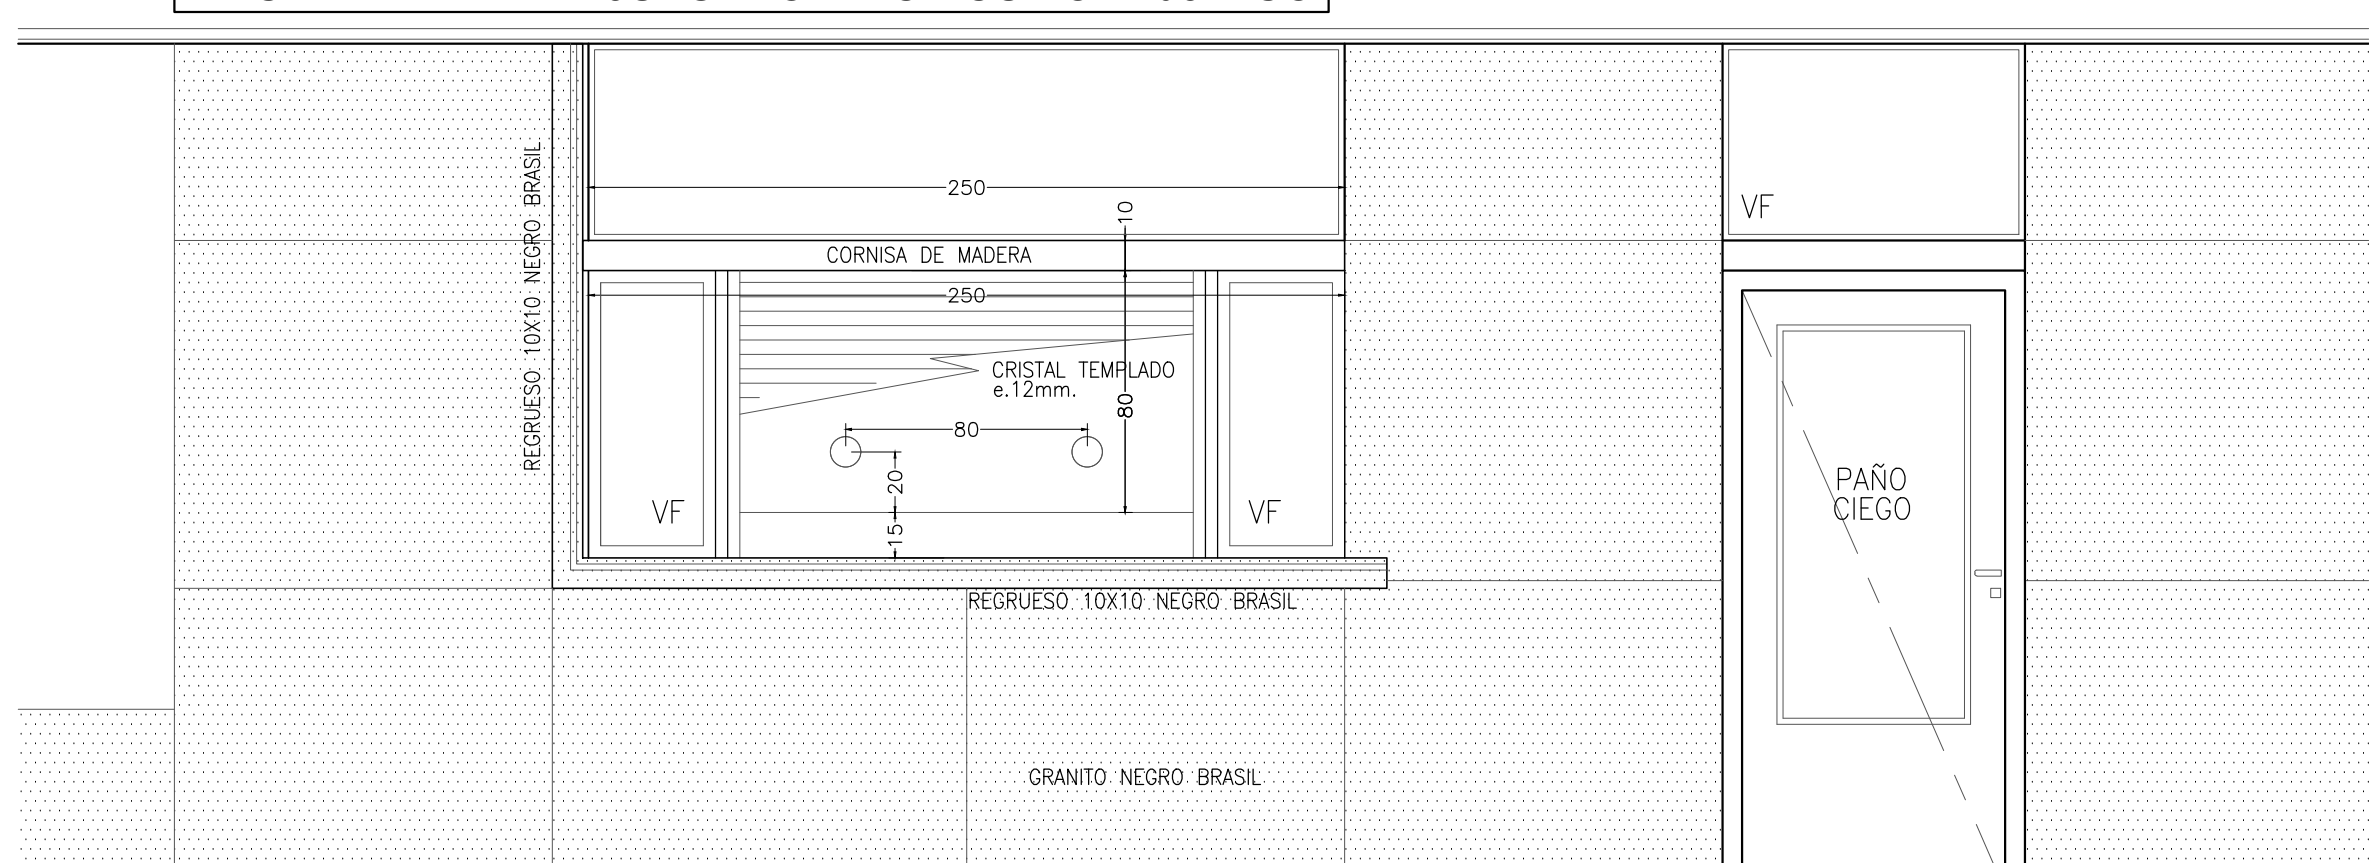 250
10
VF
CORNISA DE MADERA
250
REGRUESO 10X10 NEGRO BRASIL
CRISTAL TEMPLADO
e.12mm.
80
80
20
15
VF
VF
PAÑO
CIEGO
REGRUESO 10X10 NEGRO BRASIL
GRANITO NEGRO BRASIL